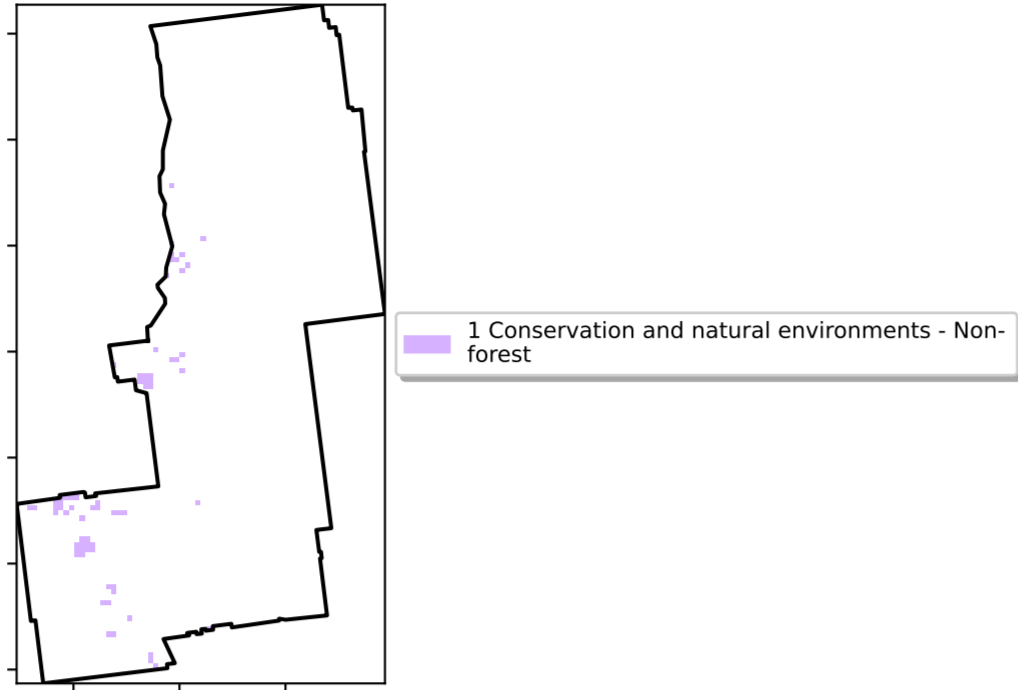 1 Conservation and natural environments - Non-
forest